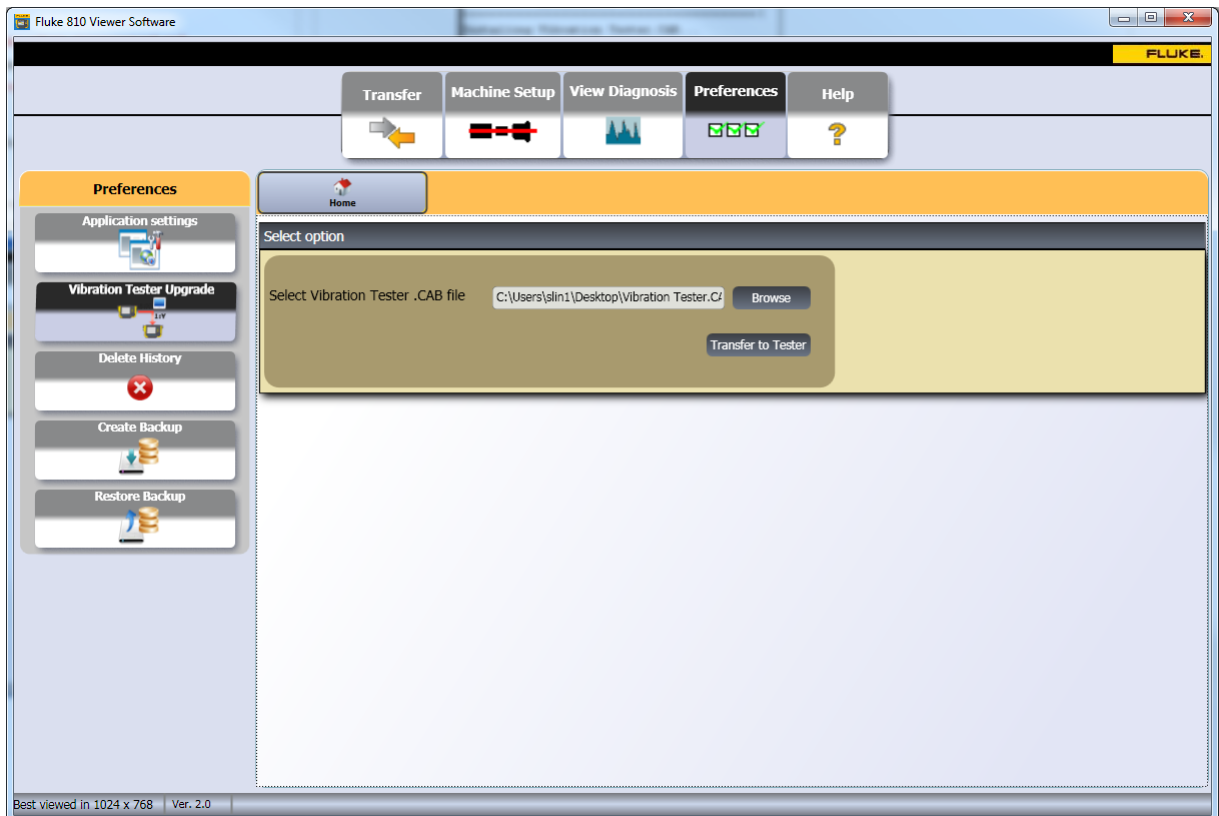 Fluke 810 Viewer Software
FLUKE.
Transfer
Machine Setup
View Diagnosis
Preferences
Help
Preferences
Application settings
Vibration Tester Upgrade
Delete History
Create Backup
Restore Backup
Home
Select option
Select Vibration Tester .CAB file
C:\Users\slin1\Desktop\Vibration Tester.CA
Browse
Transfer to Tester
Best viewed in 1024 x 768
Ver. 2.0